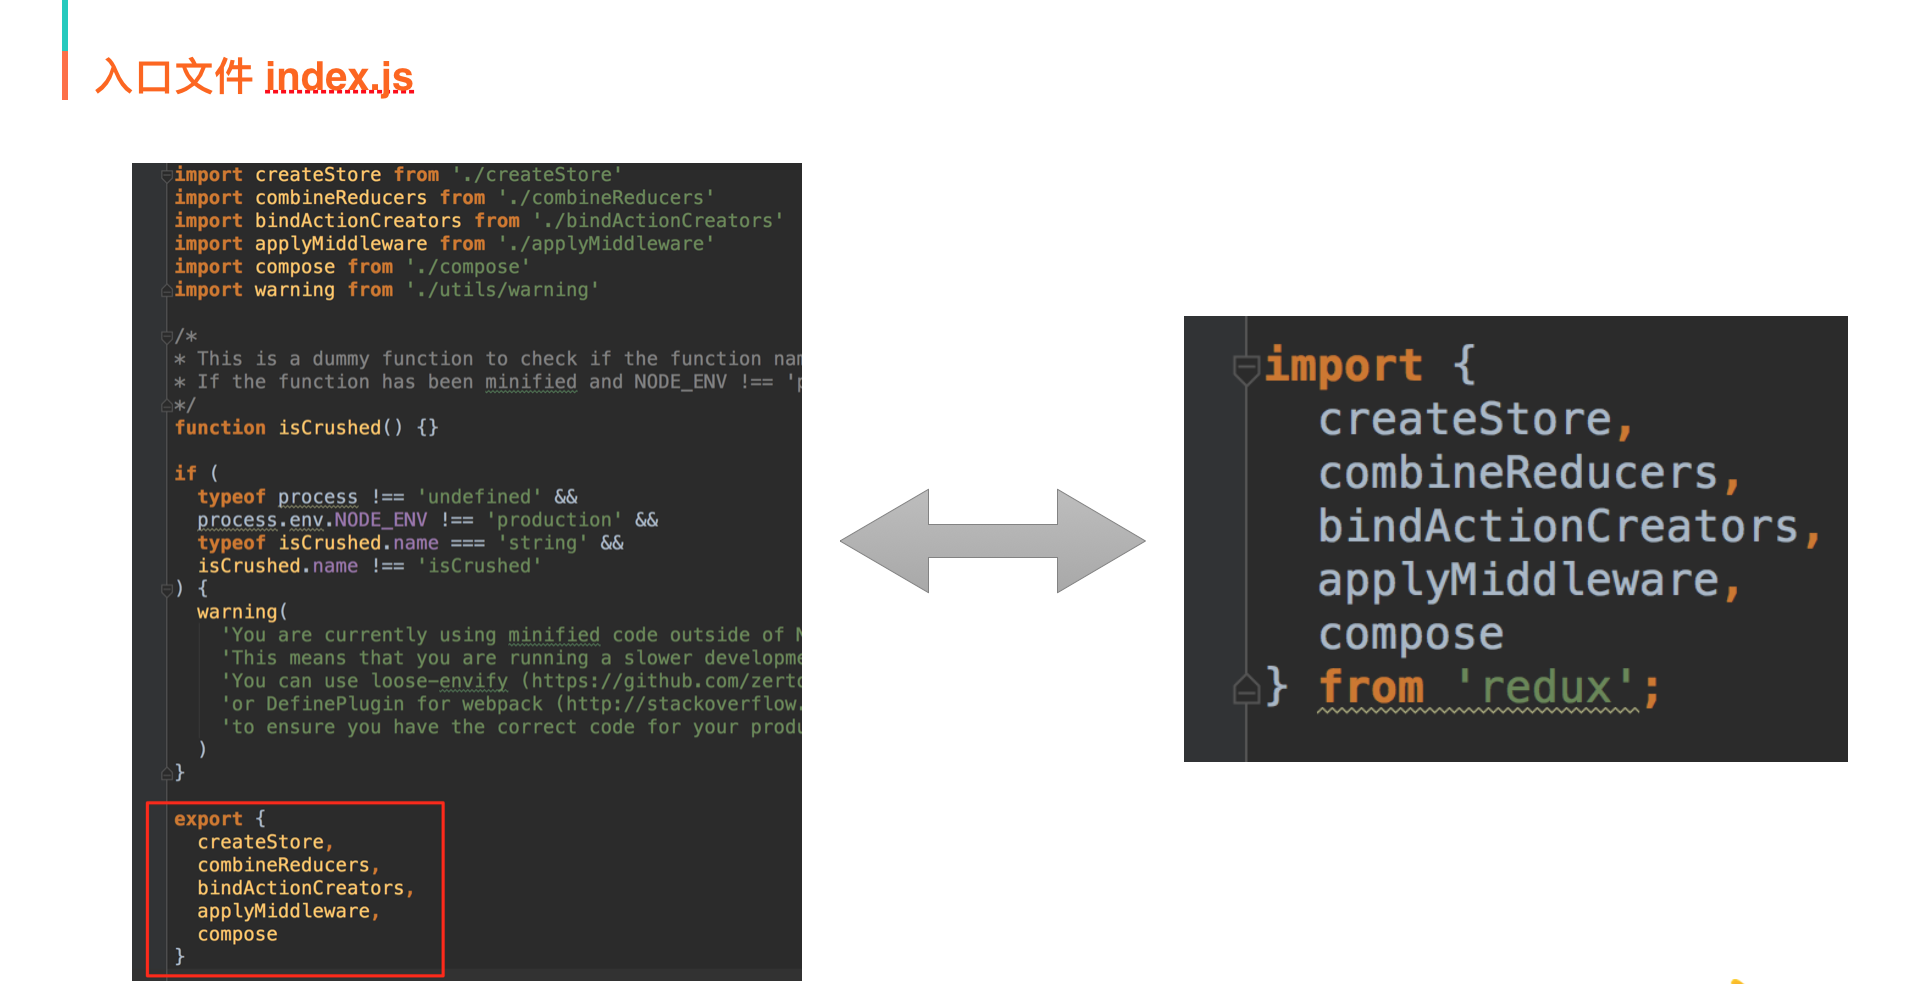 入口文件 index.js
import createStore from './createStore'
import combineReducers from './combineReducers'
import bindActionCreators from './bindActionCreators'
import applyMiddleware from './applyMiddleware'
import compose from './compose'
import warning from './utils/warning'
/*
* This is a dummy function to check if the function
* If the function has been minified and NODE_ENV !== '
*/
function isCrushed() {}
if (
typeof process !== 'undefined' &&
process.env.NODE_ENV !== 'production' &&
typeof isCrushed.name === 'string' &&
isCrushed.name !== 'isCrushed'
) {
warning(
'You are currently using minified code outside of
'This means that you are running a slower
'You can use loose-envify (https://github.com/
'or DefinePlugin for webpack (http://stackoverflow.
'to ensure you have the correct code for your
)
}
export {
createStore,
combineReducers,
bindActionCreators,
applyMiddleware,
compose
}
import {
createStore,
combineReducers,
bindActionCreators,
applyMiddleware,
compose
} from 'redux';